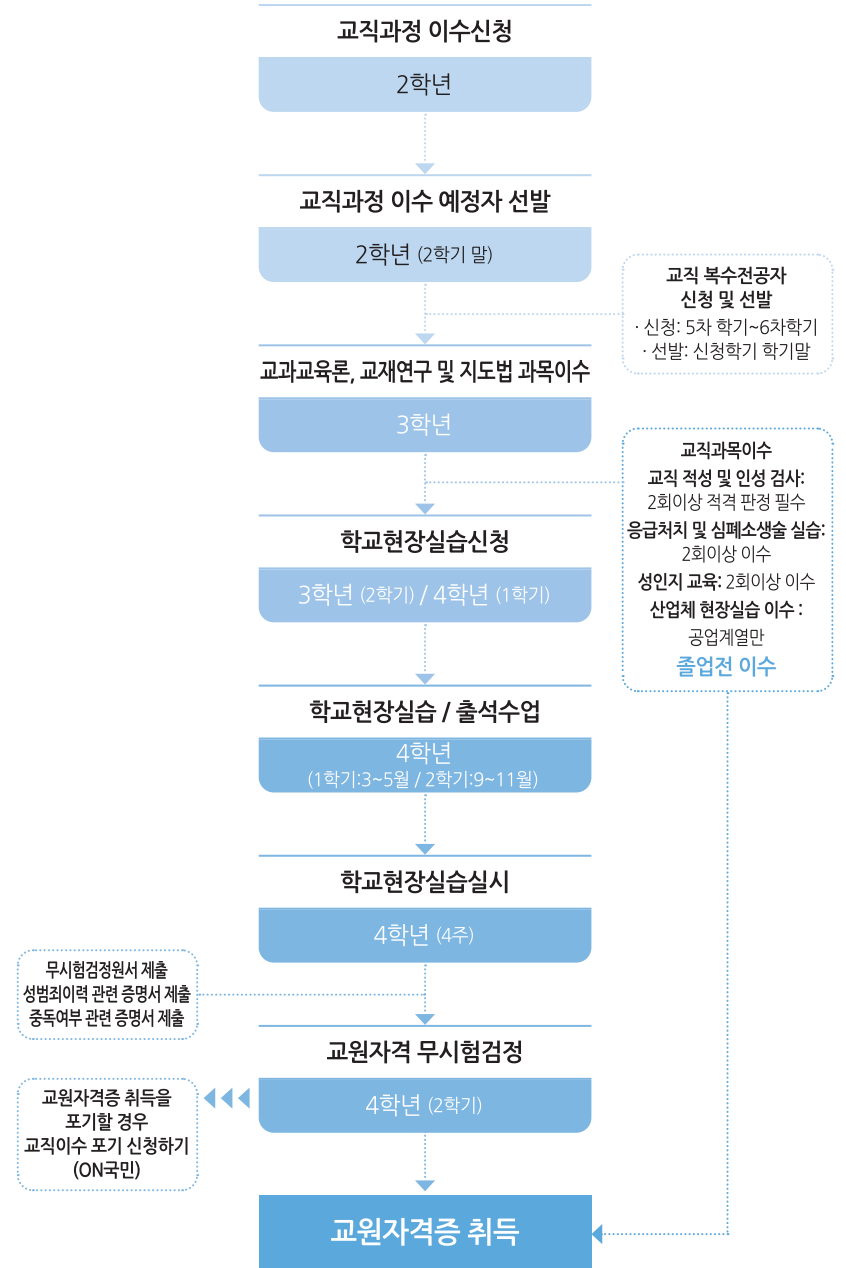 교직과정 이수신청
2학년
교직과정 이수 예정자 선발
2학년 (2학기 말)
교직 복수전공자
신청 및 선발
· 신청: 5차 학기~6차학기
· 선발: 신청학기 학기말
교과교육론, 교재연구 및 지도법 과목이수
3학년
교직과목이수
교직 적성 및 인성 검사:
2회이상 적격 판정 필수
응급처치 및 심폐소생술 실습:
2회이상 이수
성인지 교육: 2회이상 이수
산업체 현장실습 이수 :
공업계열만
졸업전 이수
학교현장실습신청
3학년 (2학기) / 4학년 (1학기)
학교현장실습 / 출석수업
4학년
(1학기:3~5월 / 2학기:9~11월)
학교현장실습실시
4학년 (4주)
무시험검정원서 제출
성범죄이력 관련 증명서 제출
중독여부 관련 증명서 제출
교원자격 무시험검정
4학년 (2학기)
교원자격증 취득을
포기할 경우
교직이수 포기 신청하기
(ON국민)
교원자격증 취득